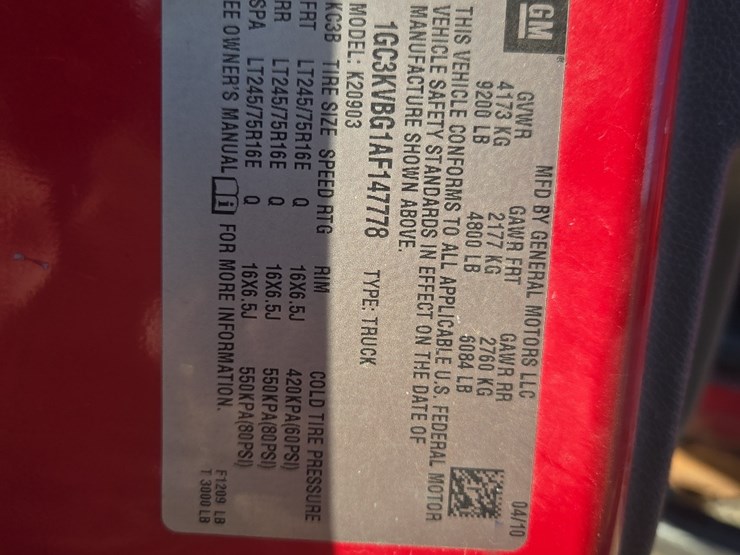 GM
MFD BY GENERAL MOTORS LLC 04/10
GVWR GAWR FRT GAWR RR
4173 KG 2177 KG 2760 KG
9200 LB 4800 LB 6084 LB
THIS VEHICLE CONFORMS TO ALL APPLICABLE U.S. FEDERAL MOTOR
VEHICLE SAFETY STANDARDS IN EFFECT ON THE DATE OF
MANUFACTURE SHOWN ABOVE.
1GC3KVBG1AF147778 TYPE: TRUCK
MODEL: K20903
KC3B TIRE SIZE SPEED RTG RIM COLD TIRE PRESSURE
FRT LT245/75R16E Q 16X6.5J 420KPA(60PSI)
RR LT245/75R16E Q 16X6.5J 550KPA(80PSI)
SPA LT245/75R16E Q 16X6.5J 550KPA(80PSI)
EE OWNER'S MANUAL FOR MORE INFORMATION.
F1209 LB
T 3000 LB